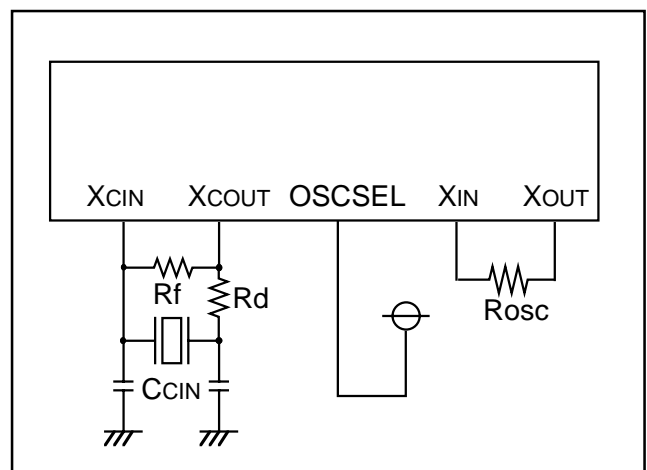 XCIN XCOUT OSCSEL XIN XOUT
Rf
Rd
Rosc
CCIN